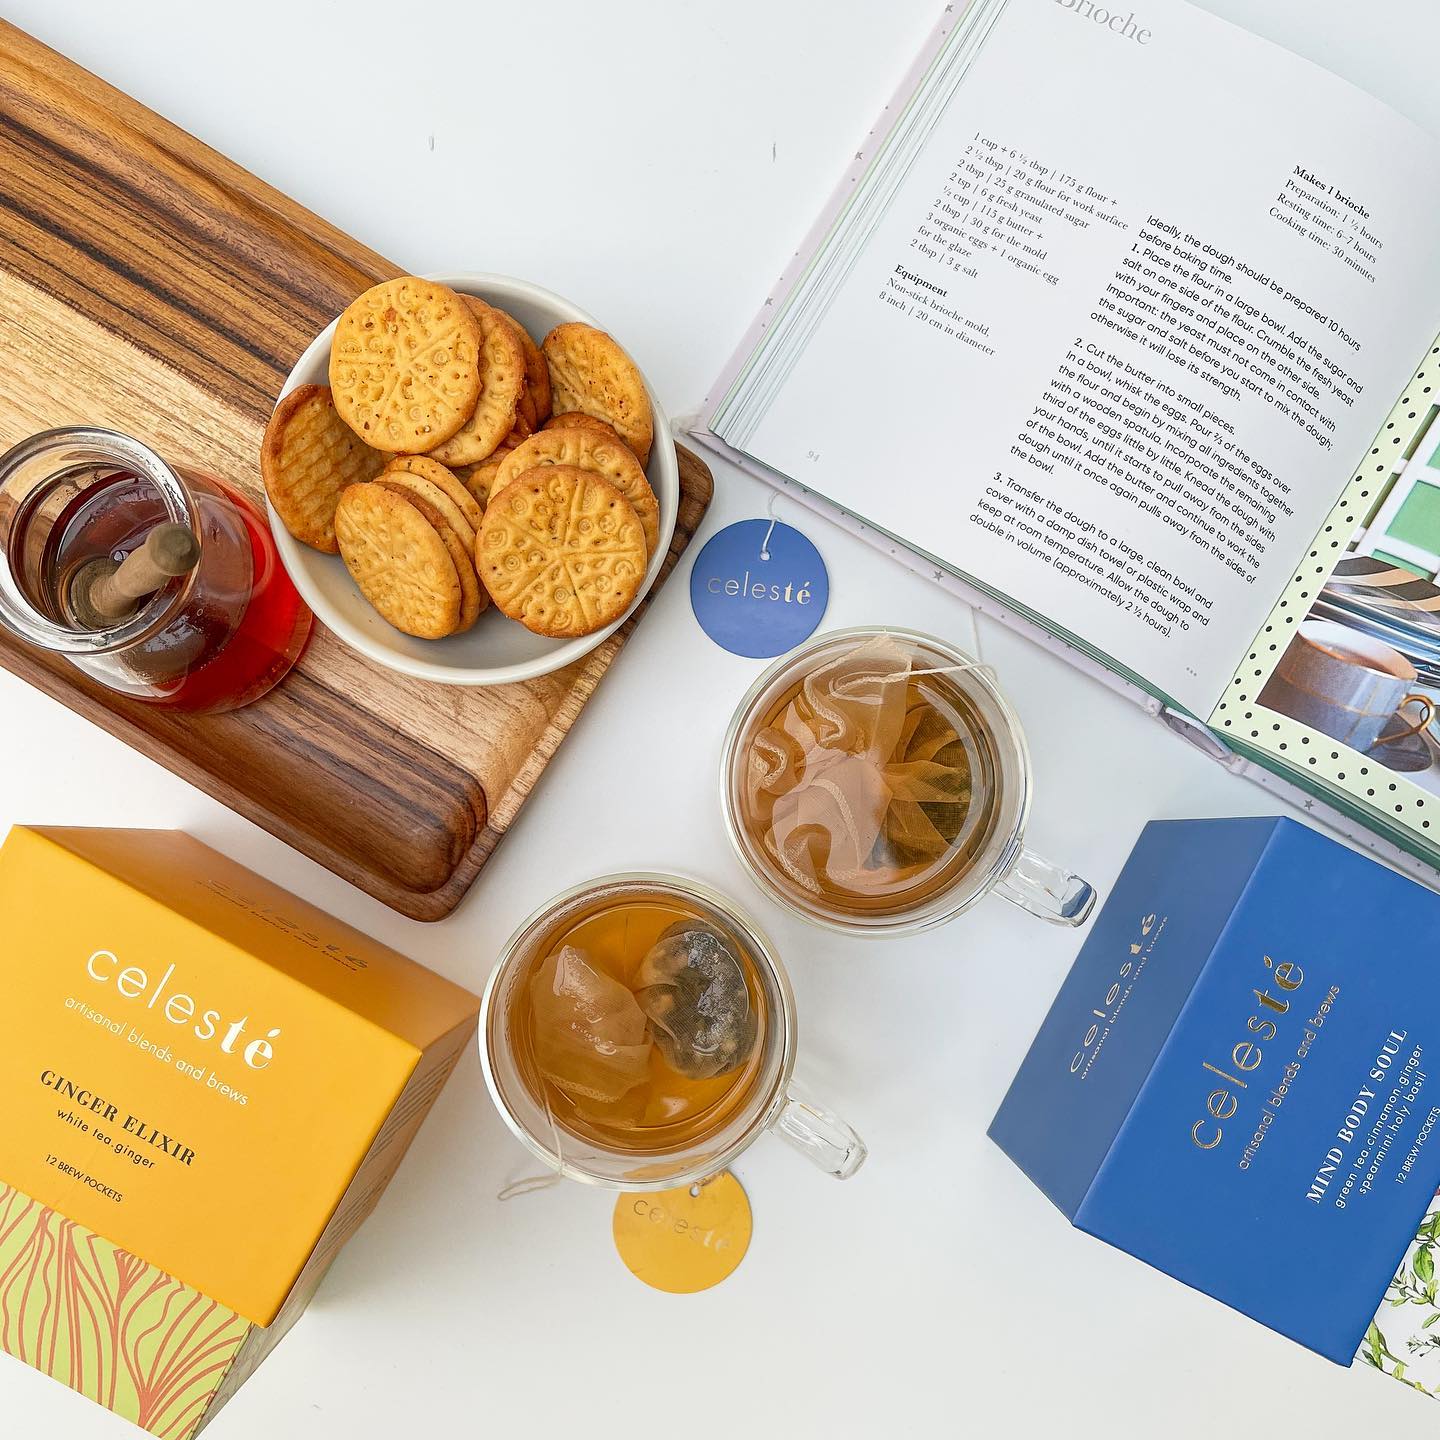 Brioche
1 cup + 6 ½ tbsp | 175 g flour +
2 ½ tbsp | 20 g flour for work surface
2 tbsp | 25 g granulated sugar
2 tsp | 6 g fresh yeast
½ cup | 115 g butter +
2 tbsp | 30 g for the mold
3 organic eggs + 1 organic egg
for the glaze
2 tbsp | 3 g salt
Equipment
Non-stick brioche mold,
8 inch | 20 cm in diameter
Makes 1 brioche
Preparation: 1 ½ hours
Resting time: 6–7 hours
Cooking time: 30 minutes
Ideally, the dough should be prepared 10 hours
before baking time.
1. Place the flour in a large bowl. Add the sugar and
salt on one side of the flour. Crumble the fresh yeast
with your fingers and place on the other side.
Important: the yeast must not come in contact with
the sugar and salt before you start to mix the dough;
otherwise it will lose its strength.
2. Cut the butter into small pieces.
In a bowl, whisk the eggs. Pour ⅔ of the eggs over
the flour and begin by mixing all ingredients together
with a wooden spatula. Incorporate the remaining
third of the eggs little by little. Knead the dough with
your hands, until it starts to pull away from the sides
of the bowl. Add the butter and continue to work the
dough until it once again pulls away from the sides of
the bowl.
3. Transfer the dough to a large, clean bowl and
cover with a damp dish towel or plastic wrap and
keep at room temperature. Allow the dough to
double in volume (approximately 2 ½ hours).
...
94
celesté
celesté
artisanal blends and brews
celesté
artisanal blends and brews
GINGER ELIXIR
white tea.ginger
12 BREW POCKETS
celesté
celesté
artisanal blends and brews
celesté
artisanal blends and brews
MIND BODY SOUL
green tea.cinnamon.ginger
spearmint.holy basil
12 BREW POCKETS